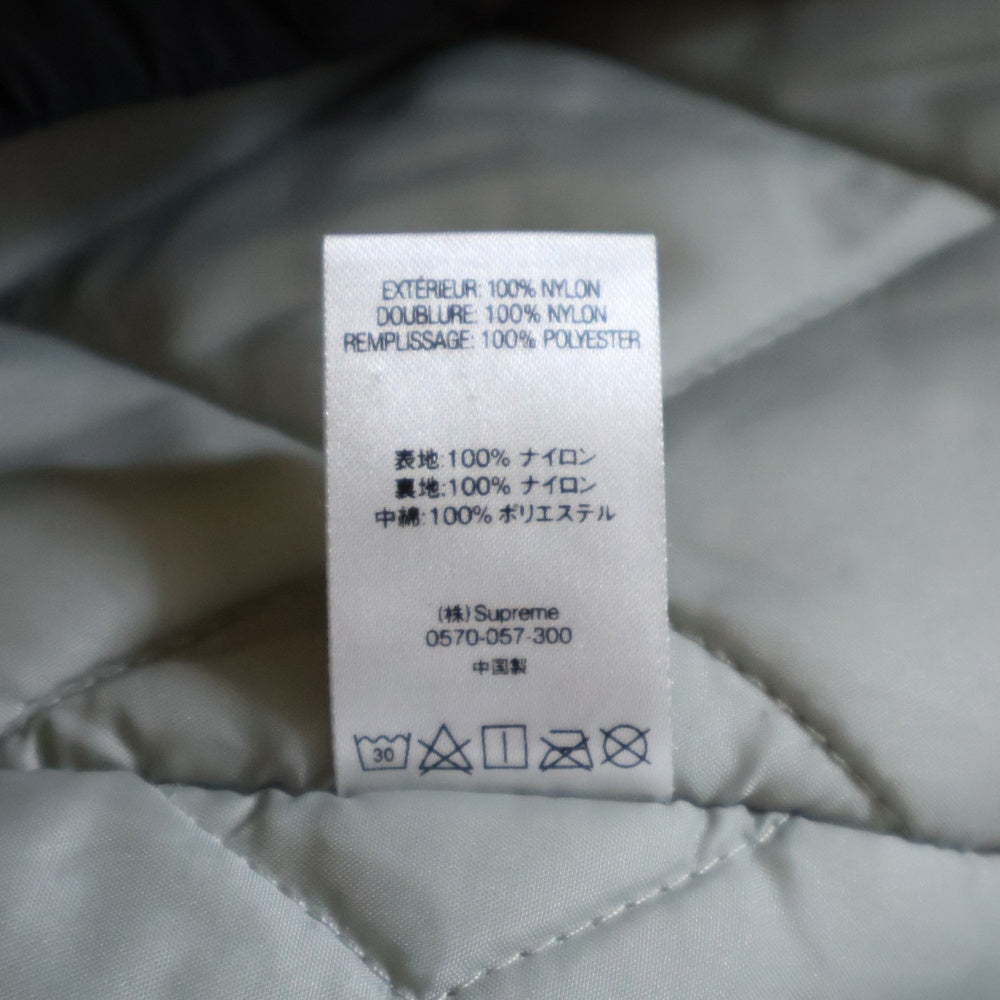 EXTÉRIEUR: 100% NYLON
DOUBLURE: 100% NYLON
REMPLISSAGE: 100% POLYESTER
表地:100% ナイロン
裏地:100% ナイロン
中綿:100% ポリエステル
(株)Supreme
0570-057-300
中国製
30